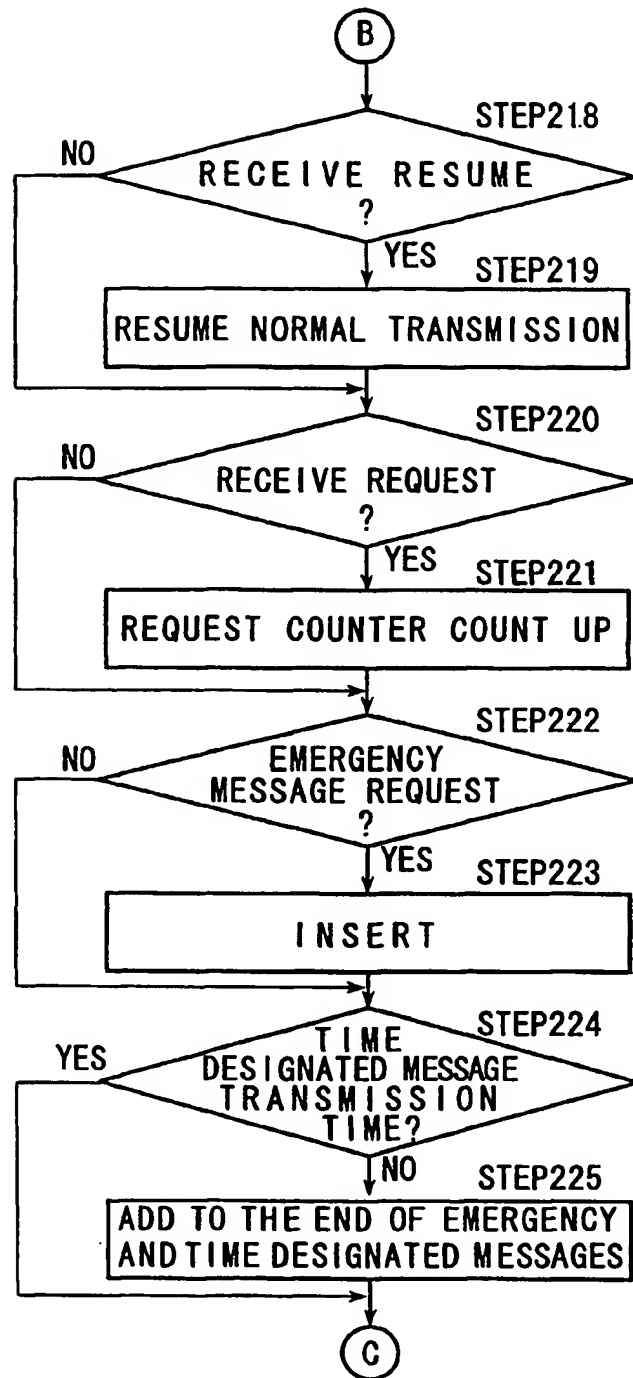 B
STEP218
NO
RECEIVE RESUME
?
YES
STEP219
RESUME NORMAL TRANSMISSION
STEP220
NO
RECEIVE REQUEST
?
YES
STEP221
REQUEST COUNTER COUNT UP
STEP222
NO
EMERGENCY
MESSAGE REQUEST
?
YES
STEP223
INSERT
STEP224
YES
TIME
DESIGNATED MESSAGE
TRANSMISSION
TIME?
NO
STEP225
ADD TO THE END OF EMERGENCY
AND TIME DESIGNATED MESSAGES
C